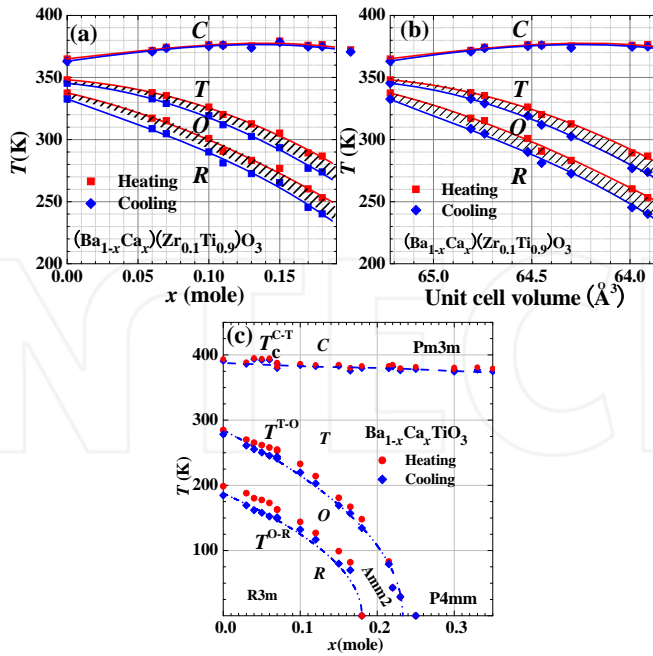 (a)
C
T
O
R
Heating
Cooling
(Ba1-xCax)(Zr0.1Ti0.9)O3
400
350
300
250
200
T(K)
0.00
0.05
0.10
0.15
x (mole)
(b)
C
T
O
R
Heating
Cooling
(Ba1-xCax)(Zr0.1Ti0.9)O3
400
350
300
250
200
T (K)
65.0
64.5
64.0
Unit cell volume (Å3)
(c)
TcC-T
C
Pm3m
TT-O
T
Ba1-xCaxTiO3
Heating
Cooling
O
TO-R
R
Amm2
R3m
P4mm
400
300
200
100
T (K)
0.0
0.1
0.2
0.3
x(mole)